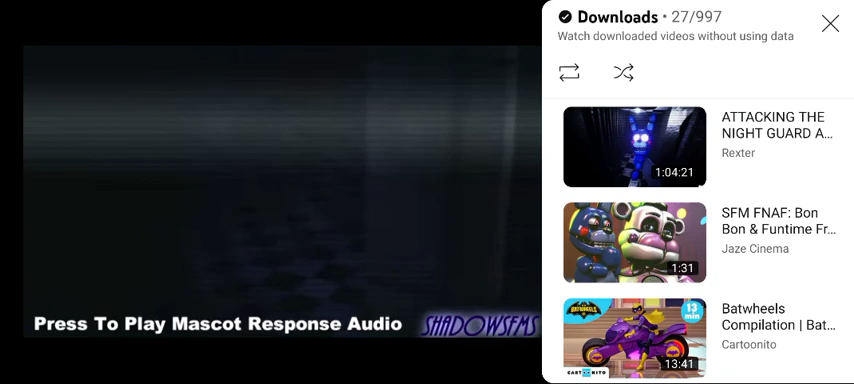 Downloads • 27/997
Watch downloaded videos without using data
ATTACKING THE
NIGHT GUARD A...
Rexter
1:04:21
SFM FNAF: Bon
Bon & Funtime Fr...
Jaze Cinema
1:31
Batwheels
Compilation | Bat...
Cartoonito
BATWHEELS
13
min
13:41
CARTOONITO
Press To Play Mascot Response Audio
SHADOWSFMS